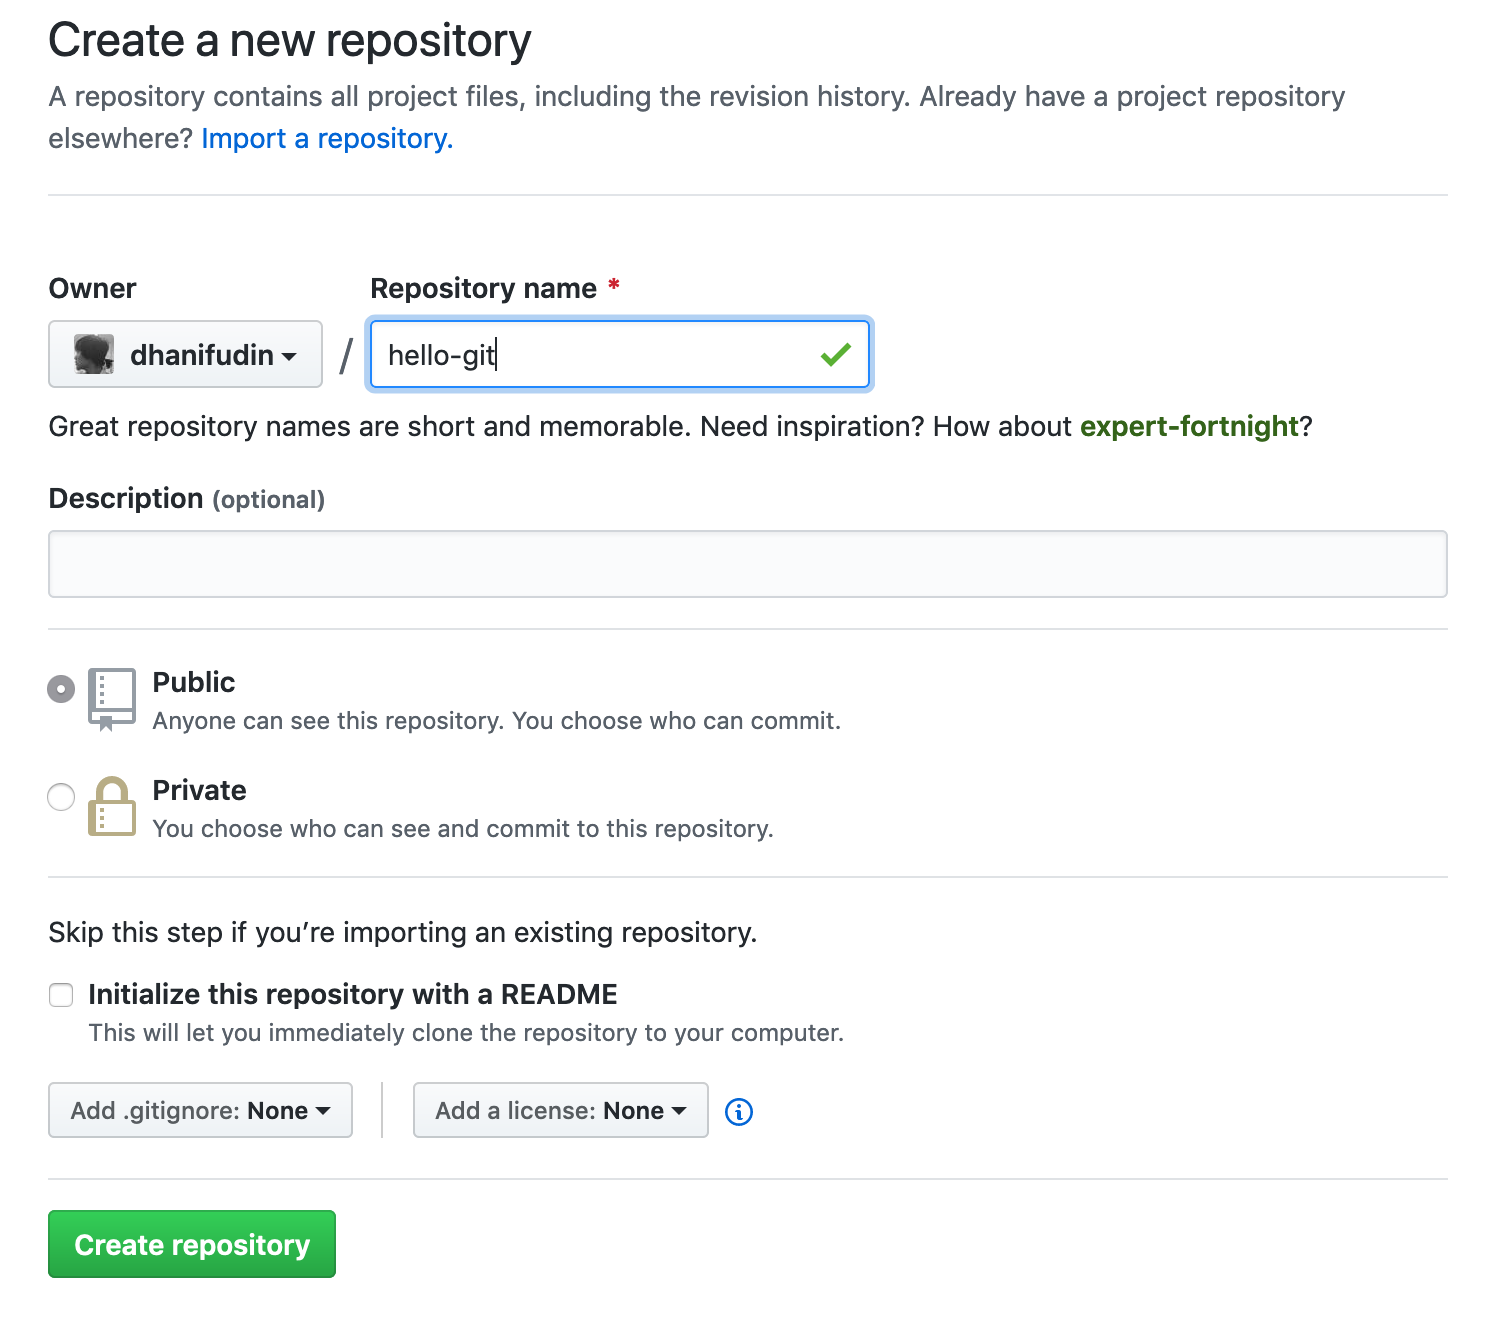 Create a new repository
A repository contains all project files, including the revision history. Already have a project repository
elsewhere? Import a repository.
Owner
Repository name *
dhanifudin
/
hello-git
Great repository names are short and memorable. Need inspiration? How about expert-fortnight?
Description (optional)
Public
Anyone can see this repository. You choose who can commit.
Private
You choose who can see and commit to this repository.
Skip this step if you’re importing an existing repository.
Initialize this repository with a README
This will let you immediately clone the repository to your computer.
Add .gitignore: None
Add a license: None
Create repository